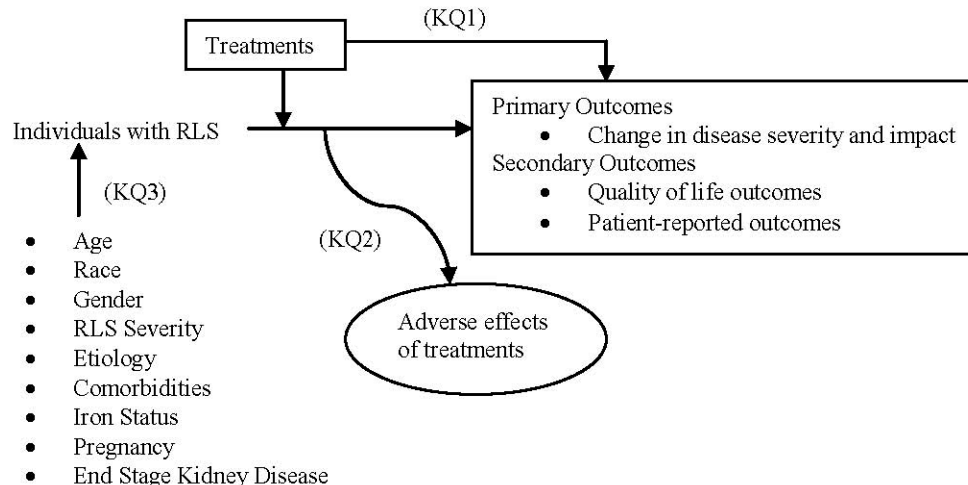 (KQ1)
Treatments
Individuals with RLS
Primary Outcomes
• Change in disease severity and impact
Secondary Outcomes
• Quality of life outcomes
• Patient-reported outcomes
(KQ3)
(KQ2)
• Age
• Race
• Gender
• RLS Severity
• Etiology
• Comorbidities
• Iron Status
• Pregnancy
• End Stage Kidney Disease
Adverse effects
of treatments